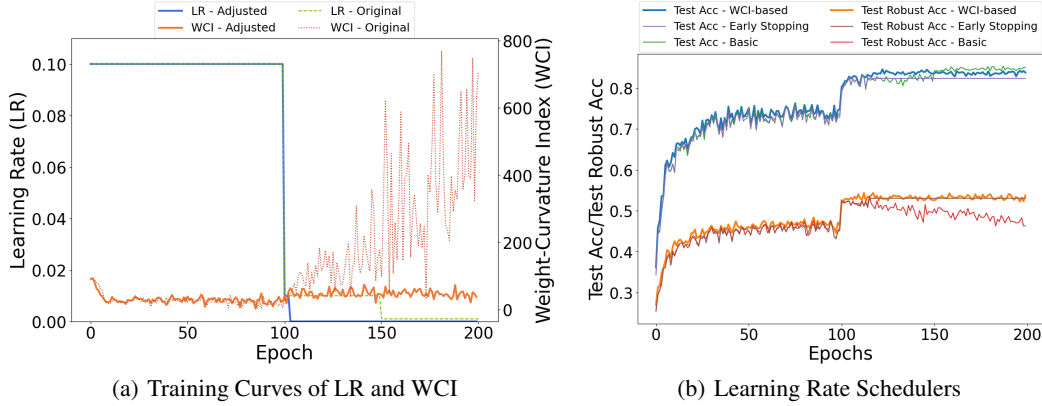 LR - Adjusted
LR - Original
WCI - Adjusted
WCI - Original
Learning Rate (LR)
0.10
0.08
0.06
0.04
0.02
0.00
Weight-Curvature Index (WCI)
800
600
400
200
0
0 50 100 150 200
Epoch
(a) Training Curves of LR and WCI
Test Acc - WCI-based
Test Robust Acc - WCI-based
Test Acc - Early Stopping
Test Robust Acc - Early Stopping
Test Acc - Basic
Test Robust Acc - Basic
Test Acc/Test Robust Acc
0.8
0.7
0.6
0.5
0.4
0.3
0 50 100 150 200
Epochs
(b) Learning Rate Schedulers